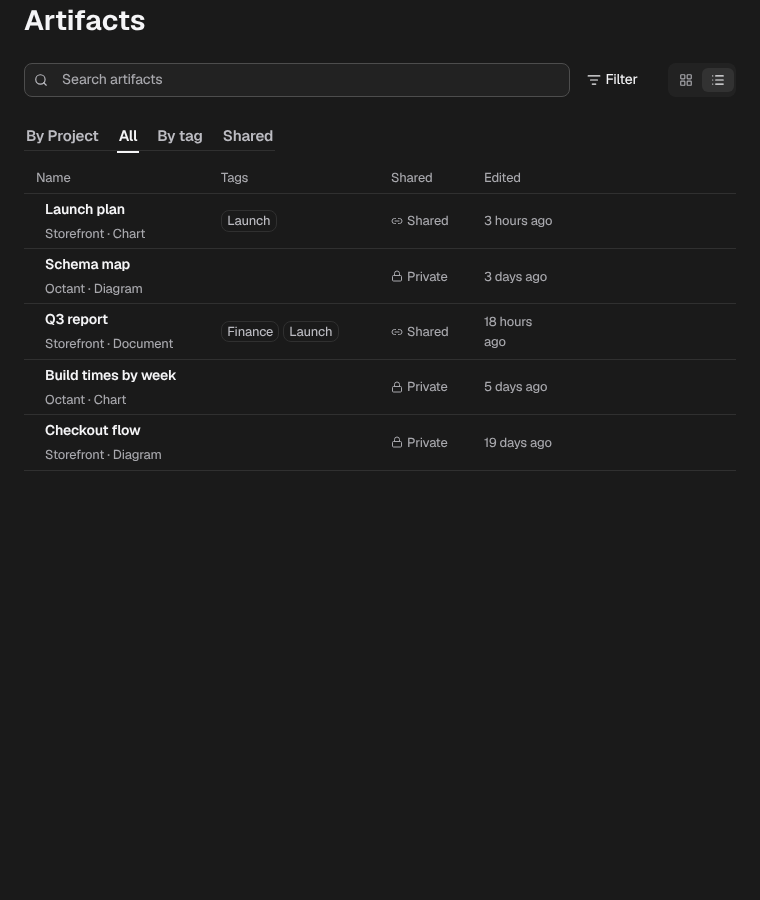 Artifacts
Search artifacts
Filter
By Project All By tag Shared
Name Tags Shared Edited
Launch plan
Storefront · Chart
Launch
Shared
3 hours ago
Schema map
Octant · Diagram
Private
3 days ago
Q3 report
Storefront · Document
Finance Launch
Shared
18 hours
ago
Build times by week
Octant · Chart
Private
5 days ago
Checkout flow
Storefront · Diagram
Private
19 days ago